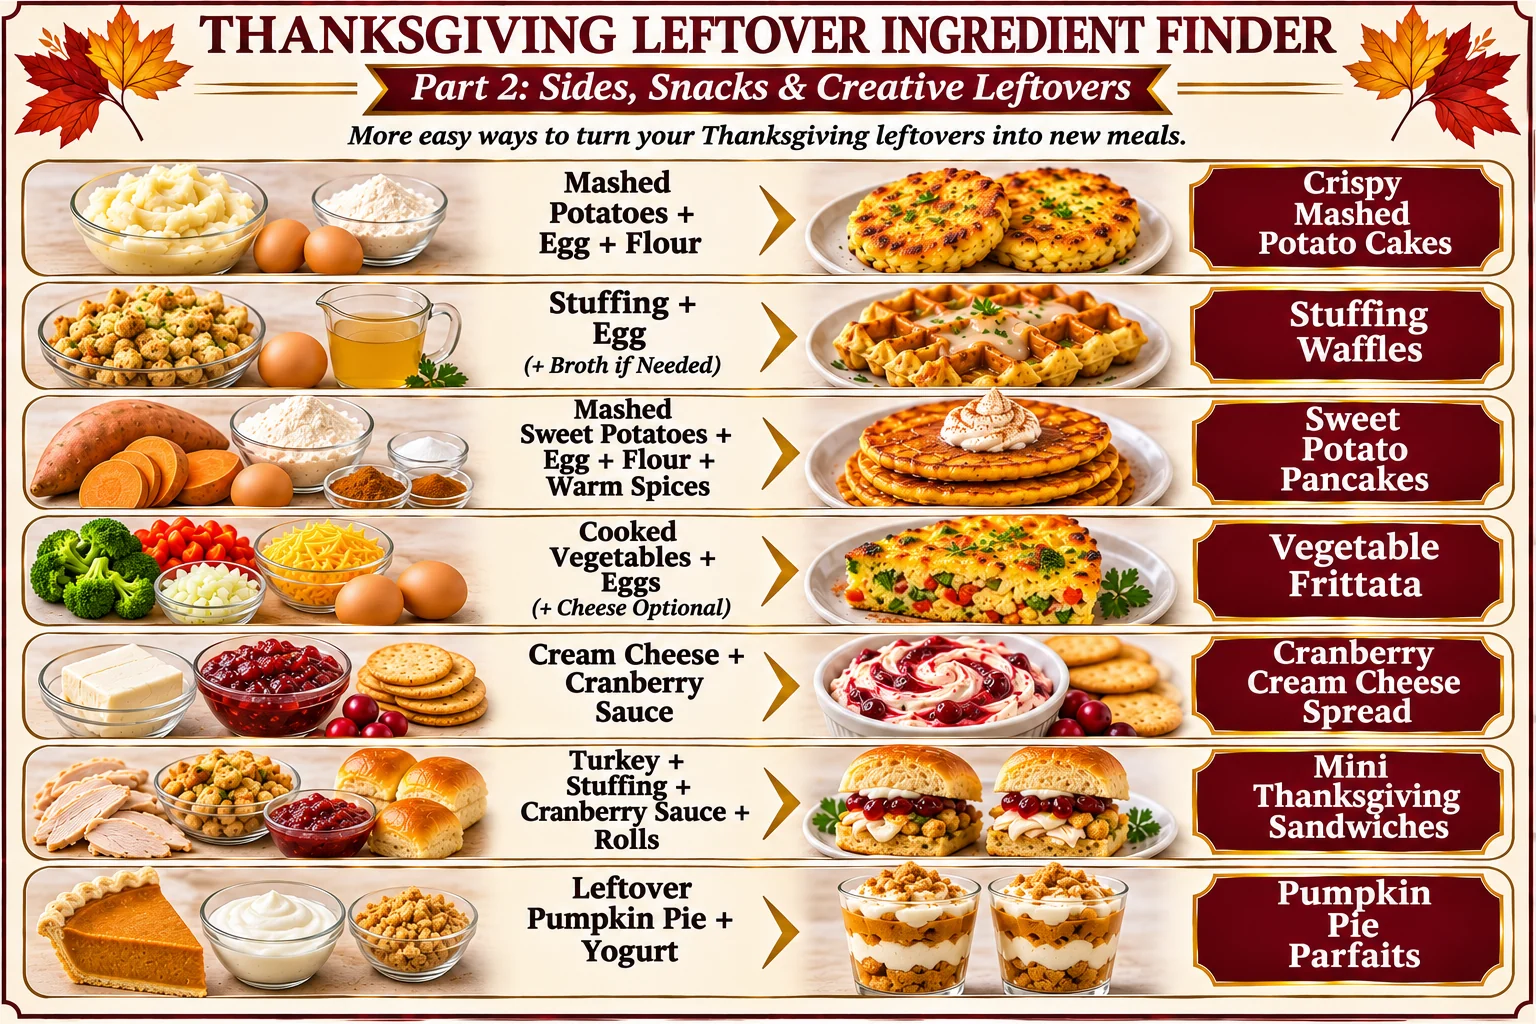 THANKSGIVING LEFTOVER INGREDIENT FINDER
Part 2: Sides, Snacks & Creative Leftovers
More easy ways to turn your Thanksgiving leftovers into new meals.
Mashed
Potatoes +
Egg + Flour
Crispy
Mashed
Potato Cakes
Stuffing +
Egg
(+ Broth if Needed)
Stuffing
Waffles
Mashed
Sweet Potatoes +
Egg + Flour +
Warm Spices
Sweet
Potato
Pancakes
Cooked
Vegetables +
Eggs
(+ Cheese Optional)
Vegetable
Frittata
Cream Cheese +
Cranberry
Sauce
Cranberry
Cream Cheese
Spread
Turkey +
Stuffing +
Cranberry Sauce +
Rolls
Mini
Thanksgiving
Sandwiches
Leftover
Pumpkin Pie +
Yogurt
Pumpkin
Pie
Parfaits